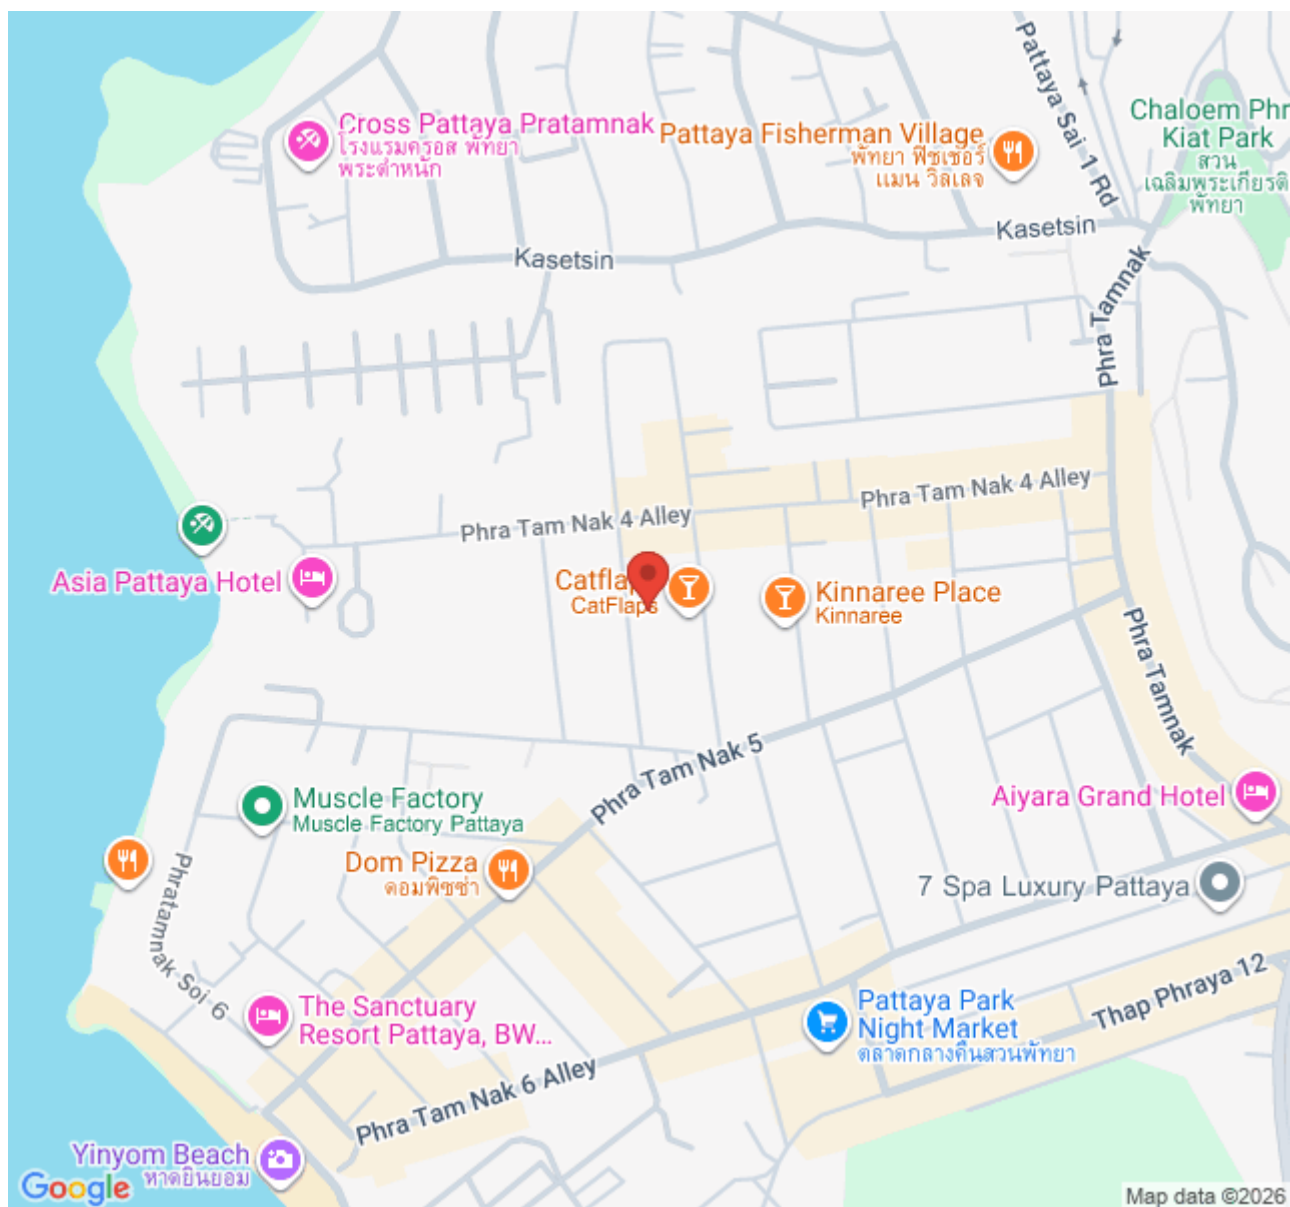 Pattaya Sai 1 Rd
Cross Pattaya Pratamnak
โรงแรมครอส พัทยา
พระตำหนัก
Pattaya Fisherman Village
พัทยา ฟิชเชอร์
แมน วิลเลจ
Chaloem Phr
Kiat Park
สวน
เฉลิมพระเกียรติ
พัทยา
Kasetsin
Kasetsin
Phra Tamnak
Phra Tam Nak 4 Alley
Phra Tam Nak 4 Alley
Asia Pattaya Hotel
Catflap
CatFlaps
Kinnaree Place
Kinnaree
Phra Tamnak
Phra Tam Nak 5
Muscle Factory
Muscle Factory Pattaya
Aiyara Grand Hotel
Dom Pizza
ดอมพิซซ่า
7 Spa Luxury Pattaya
Phratamnak Soi 6
The Sanctuary
Resort Pattaya, BW...
Pattaya Park
Night Market
ตลาดกลางคืนสวนพัทยา
Thap Phraya 12
Phra Tam Nak 6 Alley
Yinyom Beach
หาดยินยอม
Google
Map data ©2026